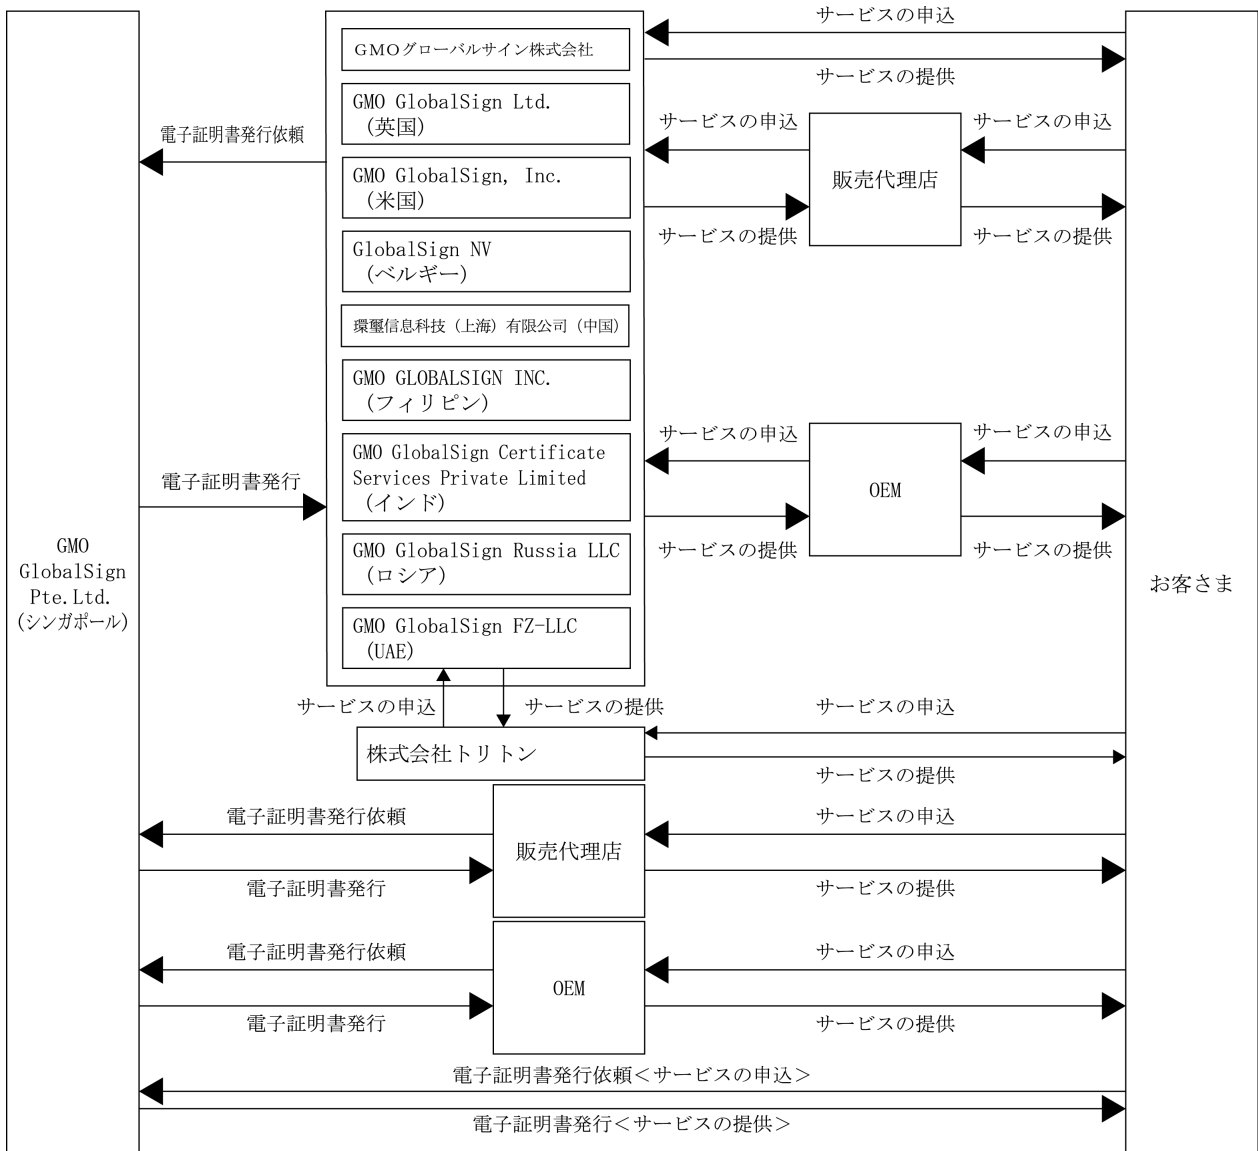 サービスの申込
GMOグローバルサイン株式会社
サービスの提供
GMO GlobalSign Ltd.
(英国)
電子証明書発行依頼
サービスの申込
サービスの申込
GMO GlobalSign, Inc.
(米国)
販売代理店
サービスの提供
サービスの提供
GlobalSign NV
(ベルギー)
環璽信息科技(上海)有限公司(中国)
GMO GLOBALSIGN INC.
(フィリピン)
サービスの申込
サービスの申込
GMO GlobalSign Certificate
Services Private Limited
(インド)
電子証明書発行
OEM
サービスの提供
サービスの提供
GMO GlobalSign Russia LLC
(ロシア)
GMO
GlobalSign
Pte.Ltd.
(シンガポール)
お客さま
GMO GlobalSign FZ-LLC
(UAE)
サービスの申込
サービスの提供
サービスの申込
株式会社トリトン
サービスの提供
電子証明書発行依頼
サービスの申込
販売代理店
電子証明書発行
サービスの提供
電子証明書発行依頼
サービスの申込
OEM
電子証明書発行
サービスの提供
電子証明書発行依頼<サービスの申込>
電子証明書発行<サービスの提供>